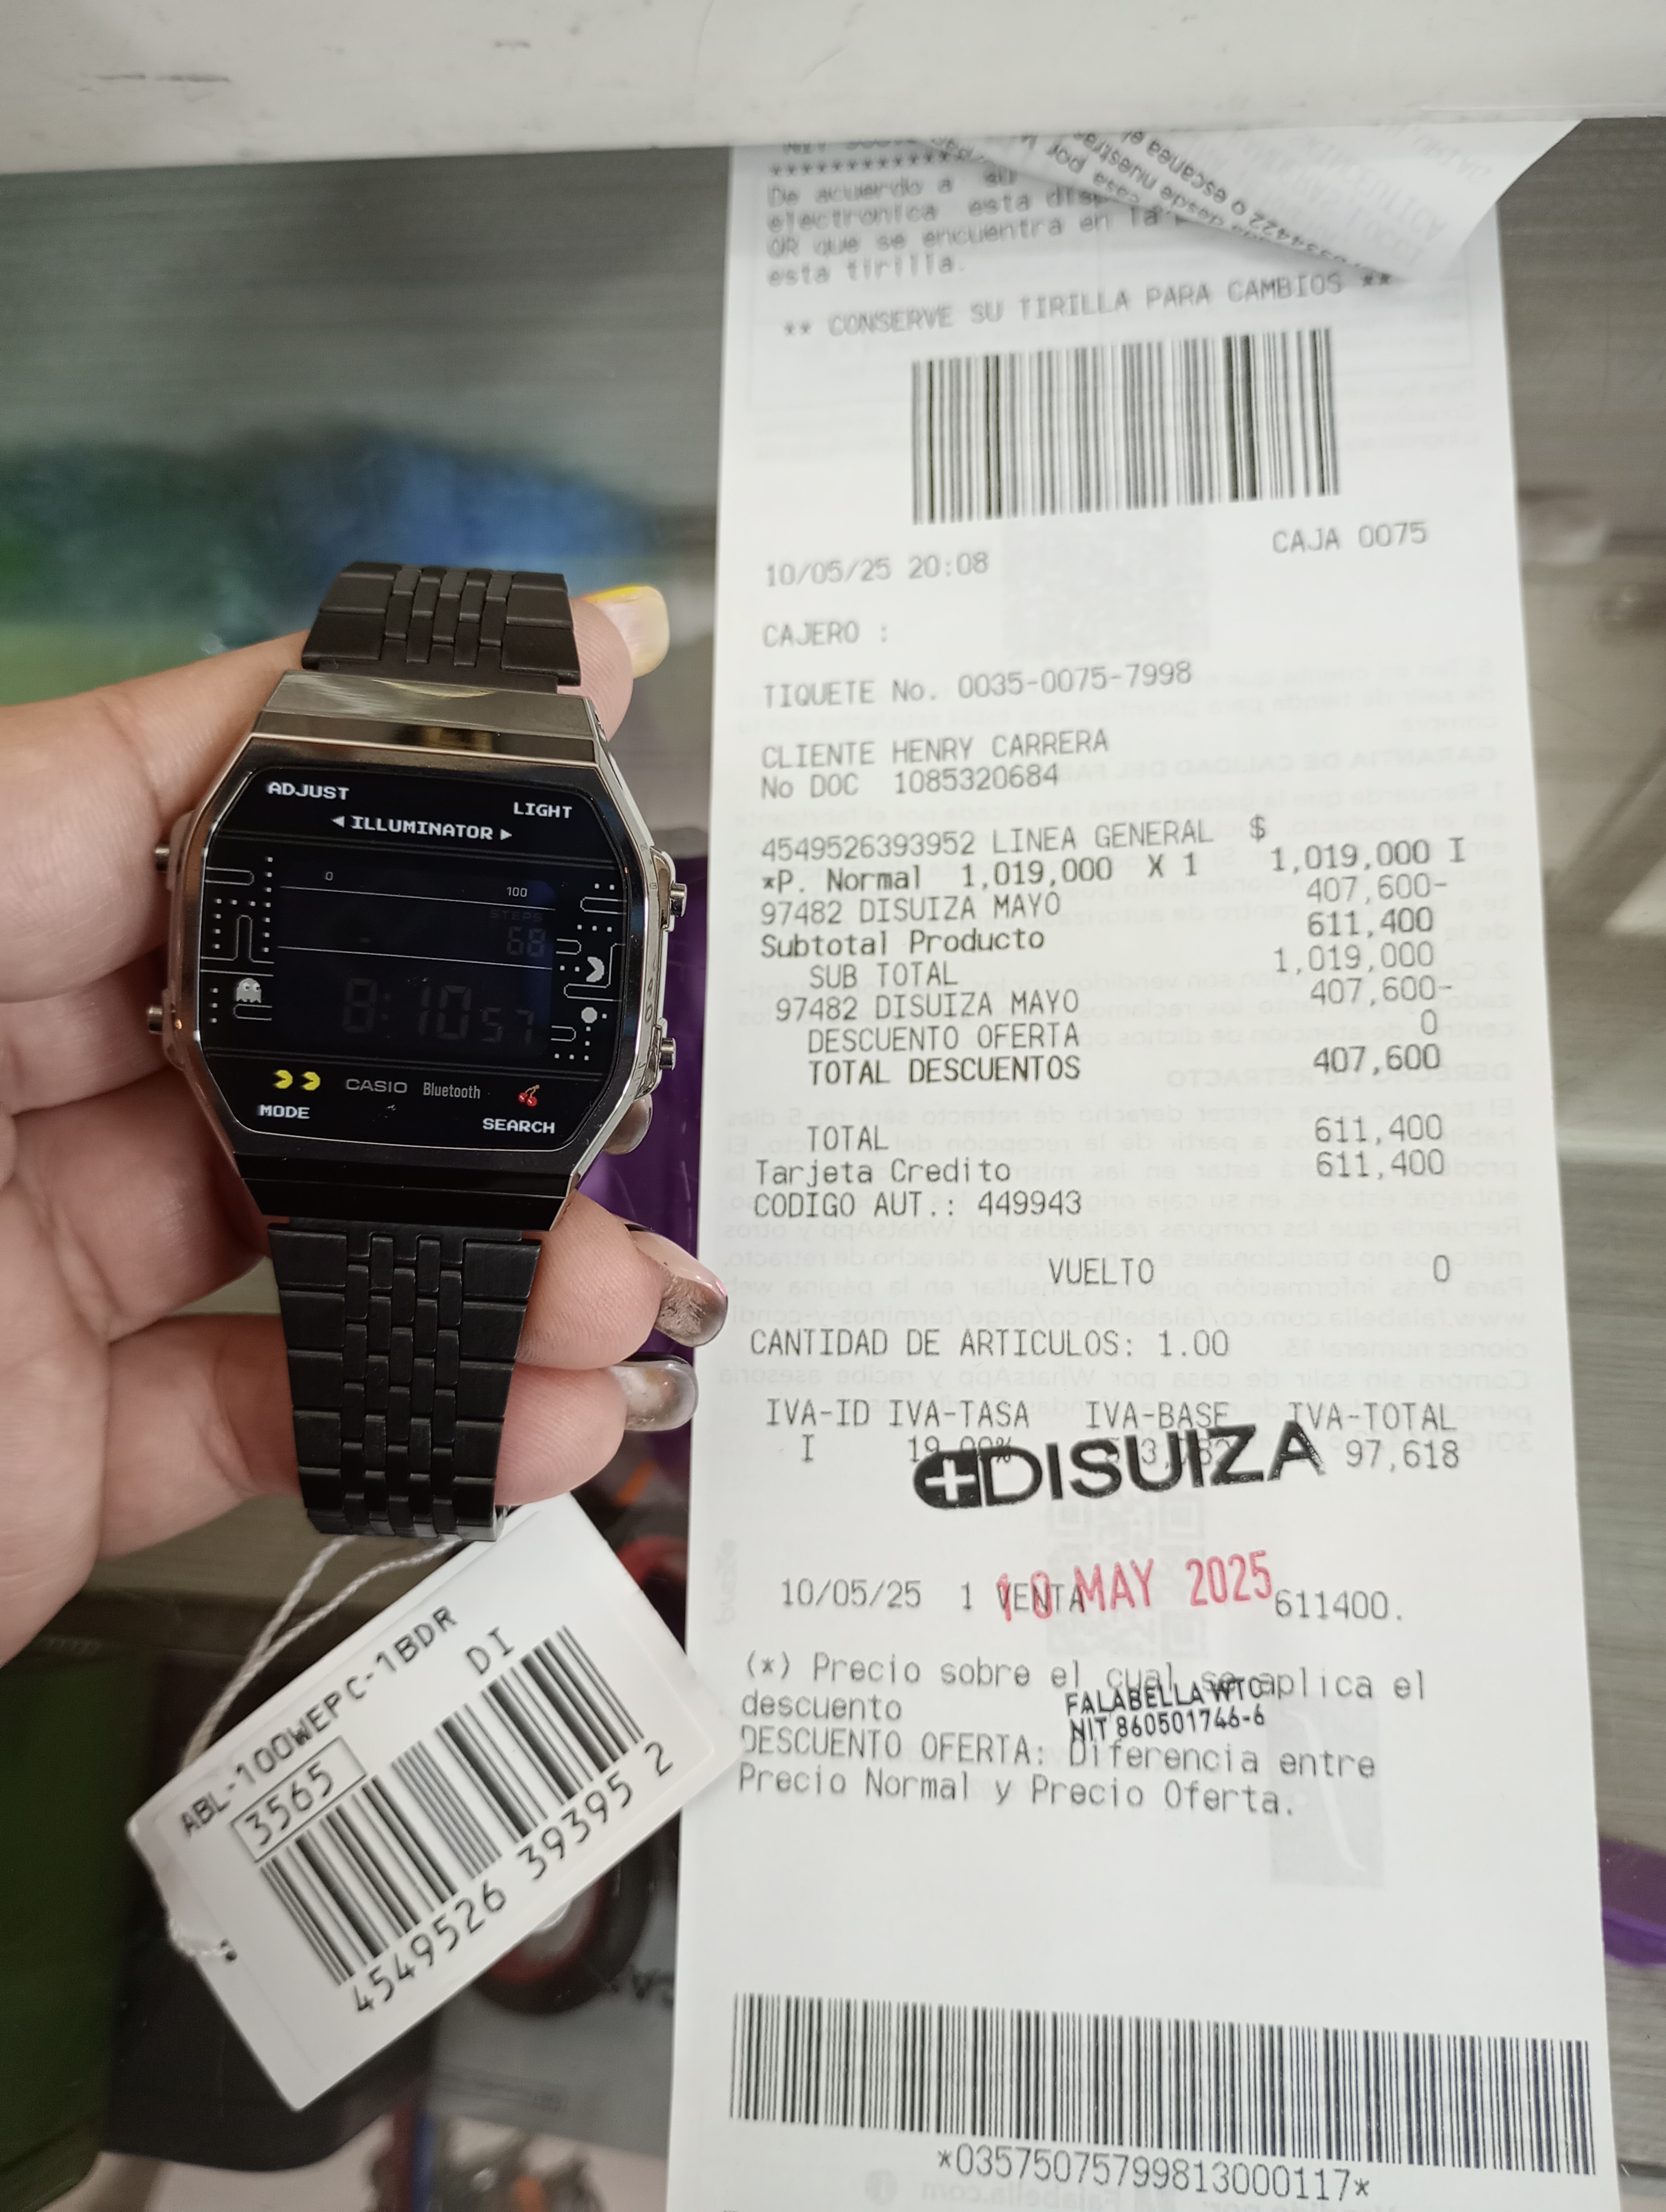 ADJUST
LIGHT
◄ ILLUMINATOR ►
0
100
STEPS
68
8:10 57
CASIO Bluetooth
MODE
SEARCH
ABL-100WEPC-1BDR
3565
DI
4549526 39395 2
De acuerdo a su
electronica esta
QR que se encuentra en la
esta tirilla.
** CONSERVE SU TIRILLA PARA CAMBIOS **
10/05/25 20:08 CAJA 0075
CAJERO :
TIQUETE No. 0035-0075-7998
CLIENTE HENRY CARRERA
No DOC 1085320684
4549526393952 LINEA GENERAL $
*P. Normal 1,019,000 X 1 1,019,000 I
97482 DISUIZA MAYO 407,600-
Subtotal Producto 611,400
SUB TOTAL 1,019,000
97482 DISUIZA MAYO 407,600-
DESCUENTO OFERTA 0
TOTAL DESCUENTOS 407,600
TOTAL 611,400
Tarjeta Credito 611,400
CODIGO AUT.: 449943
VUELTO 0
CANTIDAD DE ARTICULOS: 1.00
IVA-ID IVA-TASA IVA-BASE IVA-TOTAL
I 19.00% 97,618
DISUIZA
10/05/25 1 VENTA 611400.
10 MAY 2025
(*) Precio sobre el cual se aplica el
descuento
FALABELLA WTC
NIT 860501746-6
DESCUENTO OFERTA: Diferencia entre
Precio Normal y Precio Oferta.
*03575075799813000117*